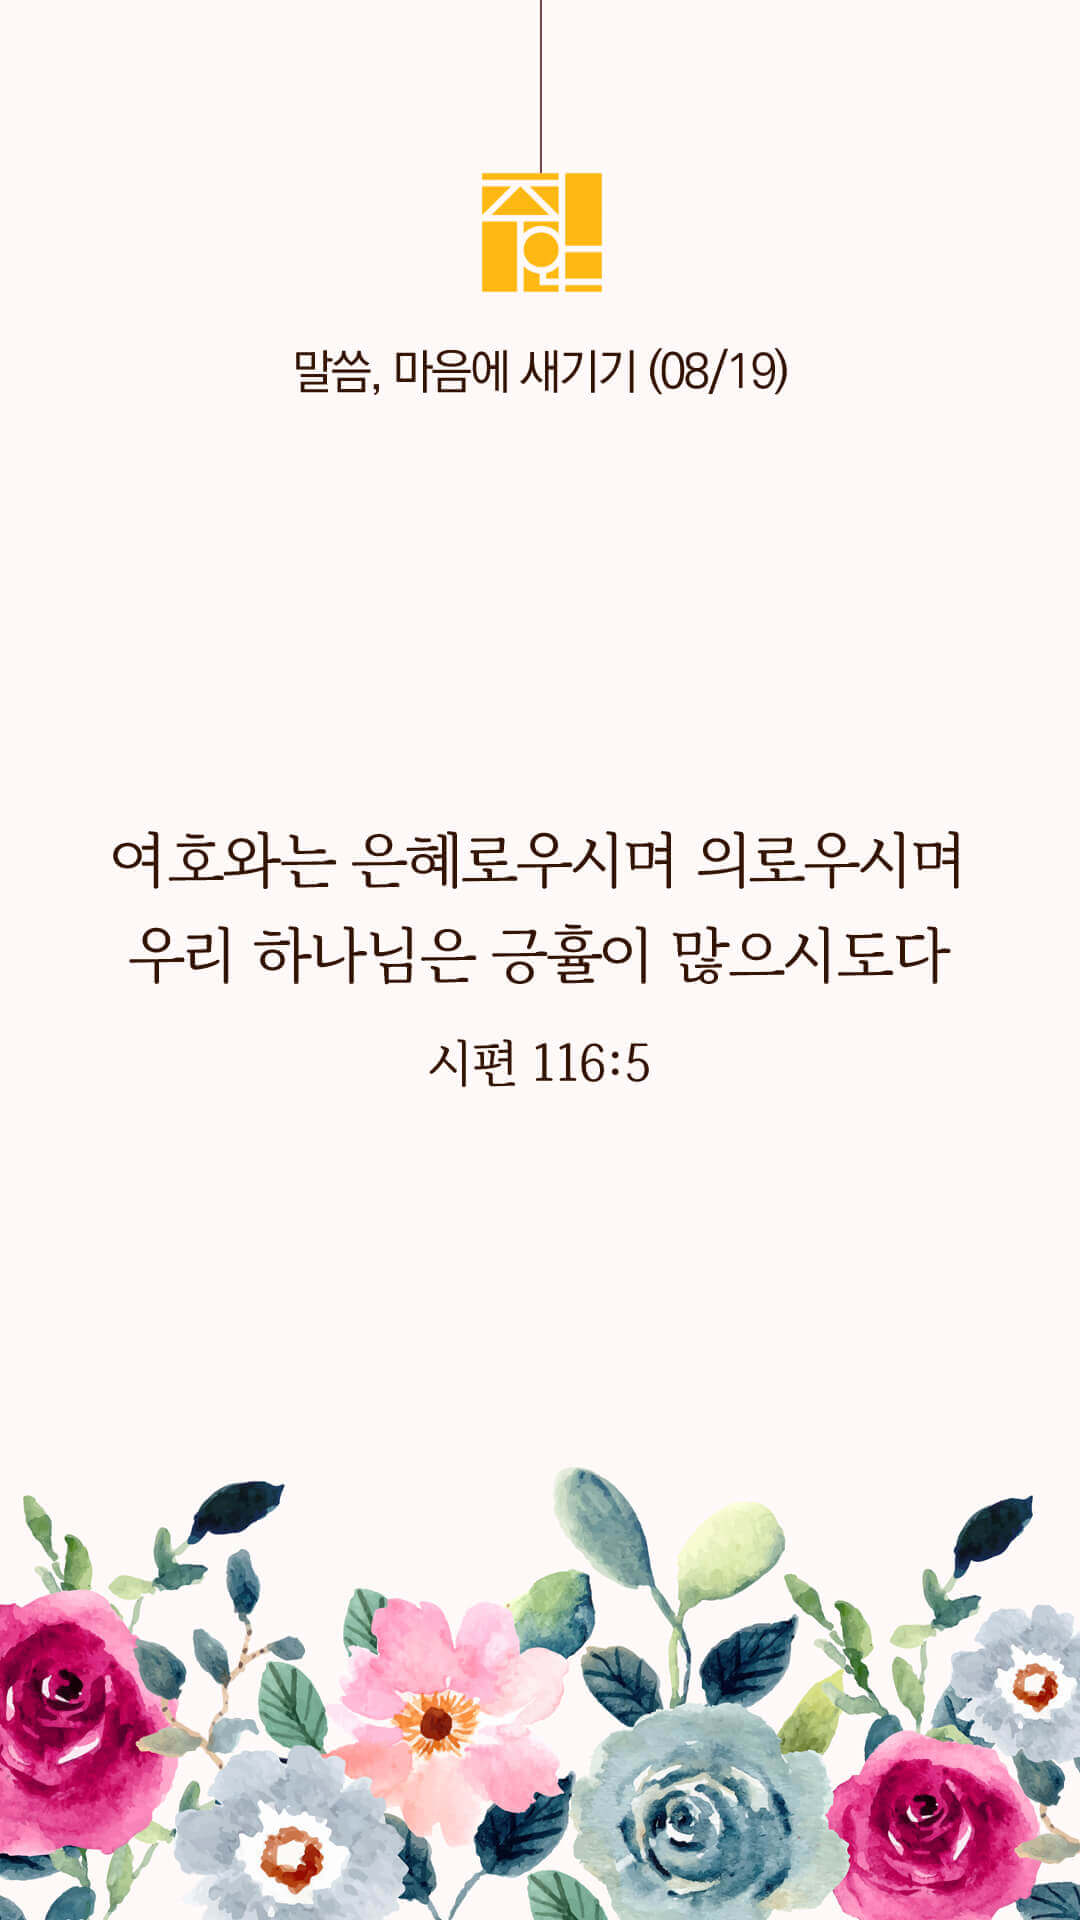 주안
말씀, 마음에 새기기 (08/19)
여호와는 은혜로우시며 의로우시며
우리 하나님은 긍휼이 많으시도다
시편 116:5